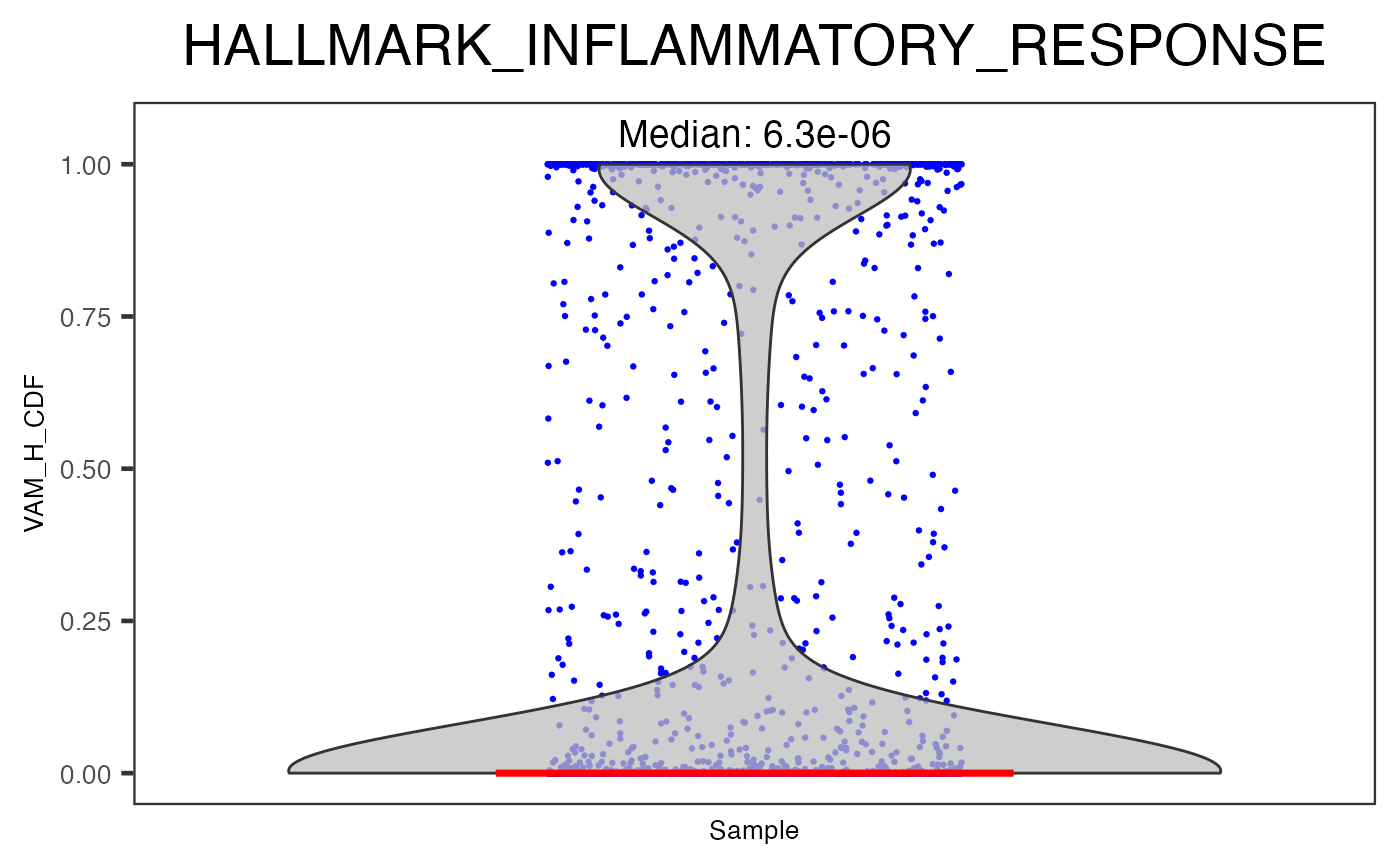 HALLMARK_INFLAMMATORY_RESPONSE
Median: 6.3e-06
1.00
0.75
0.50
0.25
0.00
VAM_H_CDF
Sample